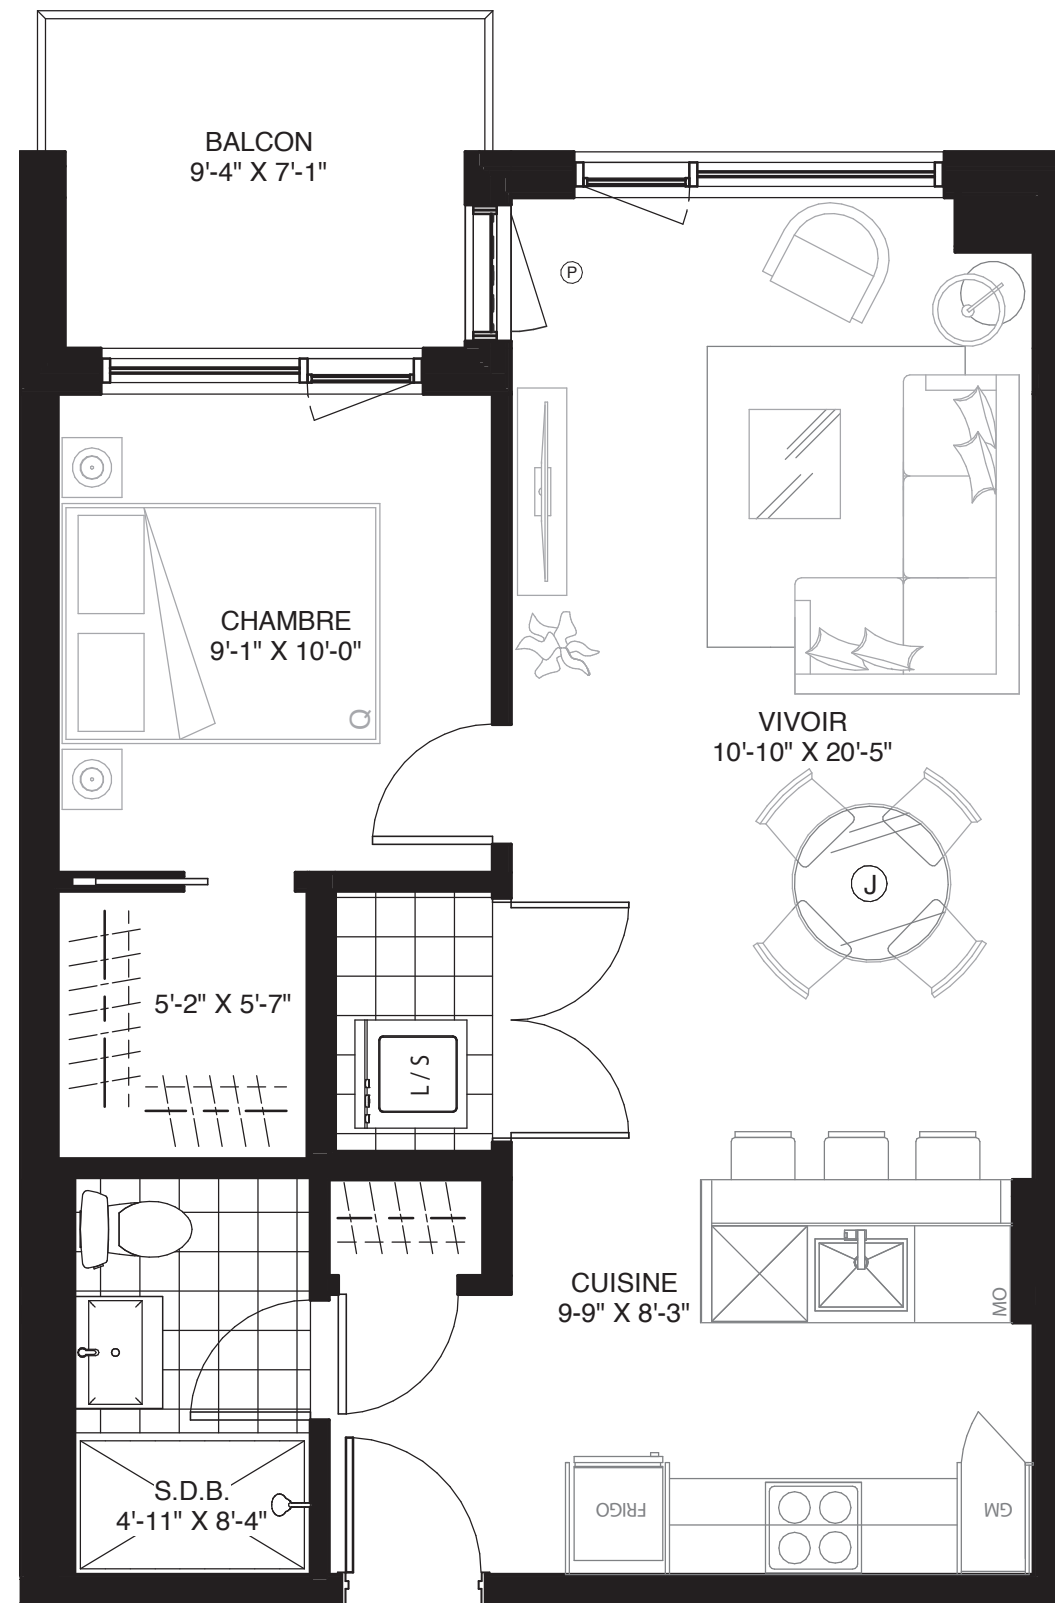 BALCON
9'-4" X 7'-1"
P
CHAMBRE
9'-1" X 10'-0"
Q
VIVOIR
10'-10" X 20'-5"
J
5'-2" X 5'-7"
L/S
CUISINE
9-9" X 8'-3"
MO
S.D.B.
4'-11" X 8'-4"
FRIGO
GM